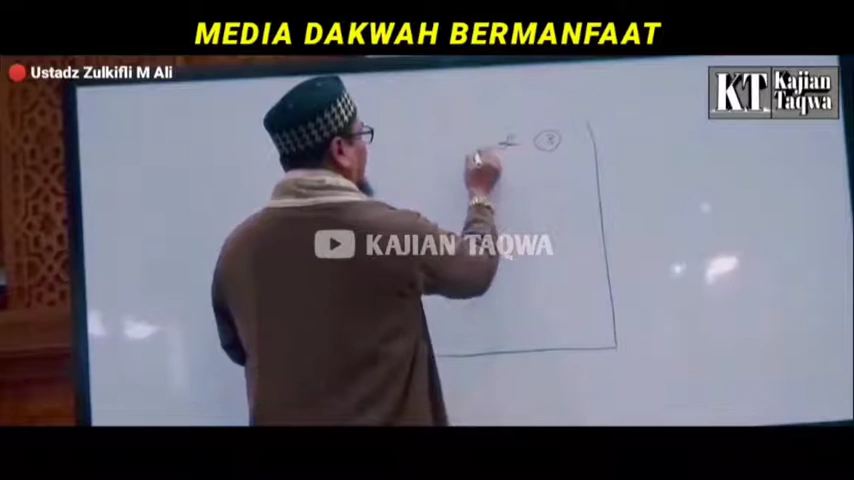 MEDIA DAKWAH BERMANFAAT
Ustadz Zulkifli M Ali
KT Kajian
Taqwa
KAJIAN TAQWA